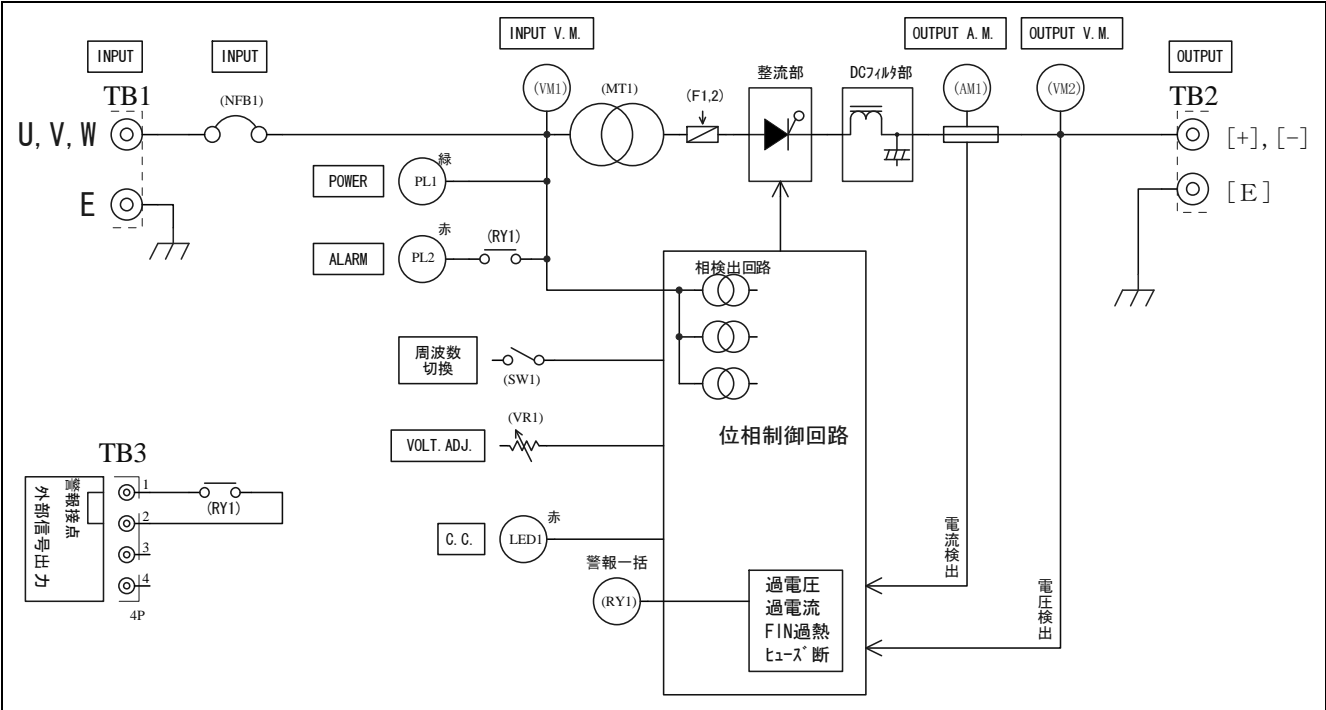 INPUT V.M.
OUTPUT A.M.
OUTPUT V.M.
INPUT
INPUT
OUTPUT
整流部
DCﾌｨﾙﾀ部
TB1
(NFB1)
(VM1)
(MT1)
(F1,2)
(AM1)
(VM2)
TB2
U,V,W
[+],[-]
E
[E]
POWER
緑
PL1
ALARM
赤
PL2
(RY1)
相検出回路
周波数
切換
(SW1)
VOLT.ADJ.
(VR1)
位相制御回路
TB3
外部信号出力
警報接点
1
2
3
4
(RY1)
4P
C.C.
赤
LED1
警報一括
(RY1)
過電圧
過電流
FIN過熱
ﾋｭｰｽﾞ断
電流検出
電圧検出